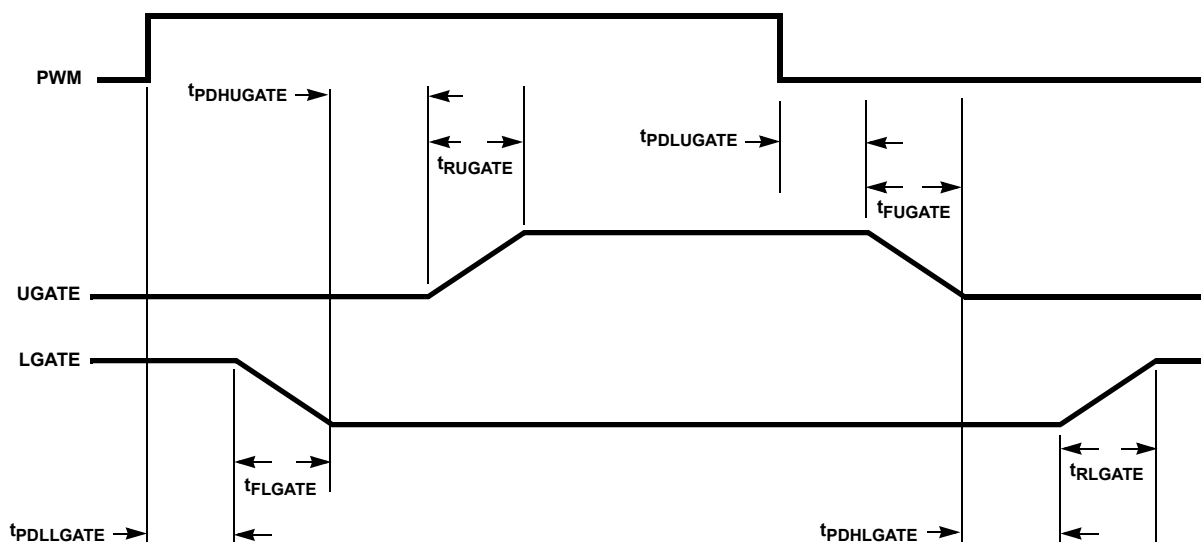 PWM
tPDHUGATE
tPDLUGATE
tRUGATE
tFUGATE
UGATE
LGATE
tFLGATE
tRLGATE
tPDLLGATE
tPDHLGATE